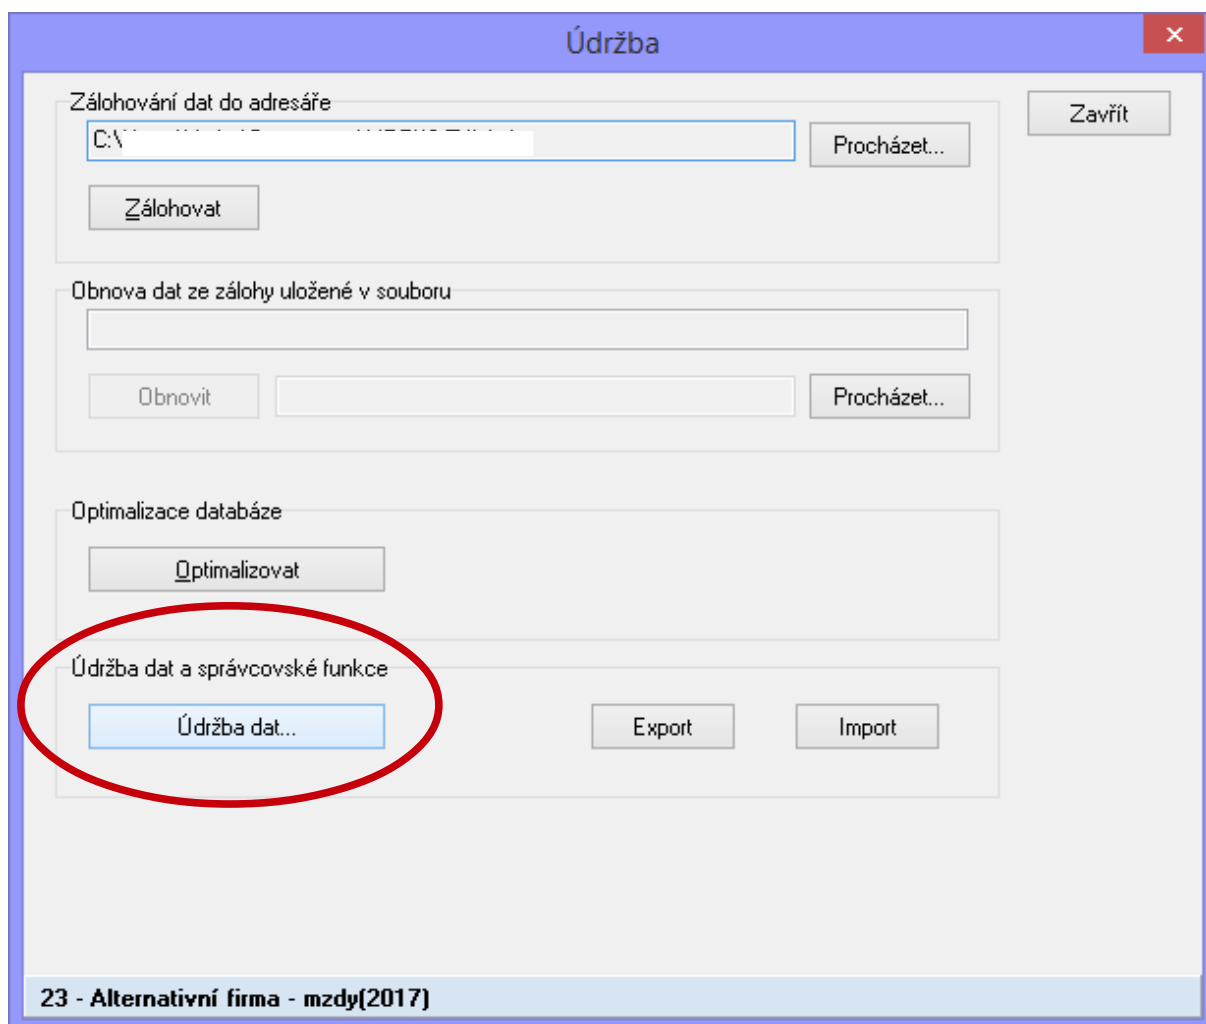 Údržba
Zálohování dat do adresáře
Zavřít
C:\
Procházet...
Zálohovat
Obnova dat ze zálohy uložené v souboru
Obnovit
Procházet...
Optimalizace databáze
Optimalizovat
Údržba dat a správcovské funkce
Údržba dat...
Export
Import
23 - Alternativní firma - mzdy(2017)